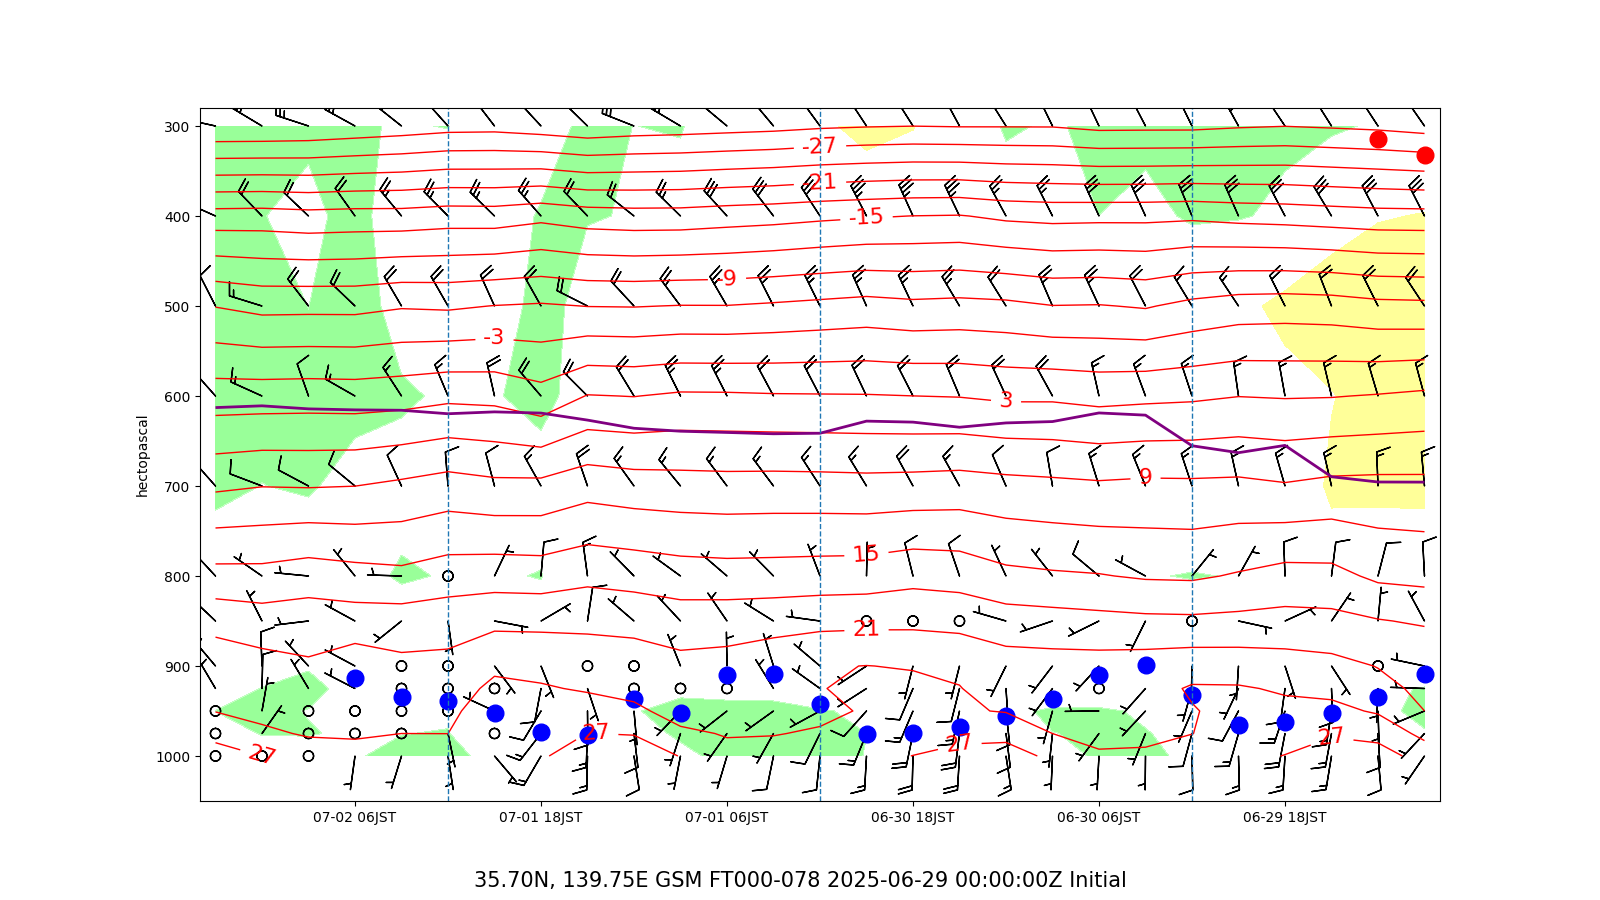 300
400
500
600
700
800
900
1000
hectopascal
-27
-21
-15
-9
-3
3
9
15
21
27
27
27
27
07-02 06JST
07-01 18JST
07-01 06JST
06-30 18JST
06-30 06JST
06-29 18JST
35.70N, 139.75E GSM FT000-078 2025-06-29 00:00:00Z Initial